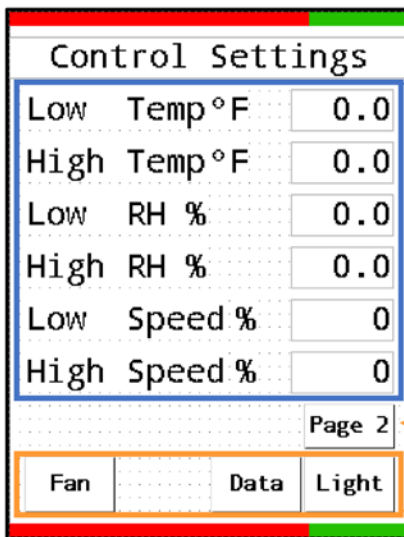 Control Settings
Low Temp°F 0.0
High Temp°F 0.0
Low RH % 0.0
High RH % 0.0
Low Speed % 0
High Speed % 0
Page 2
Fan Data Light